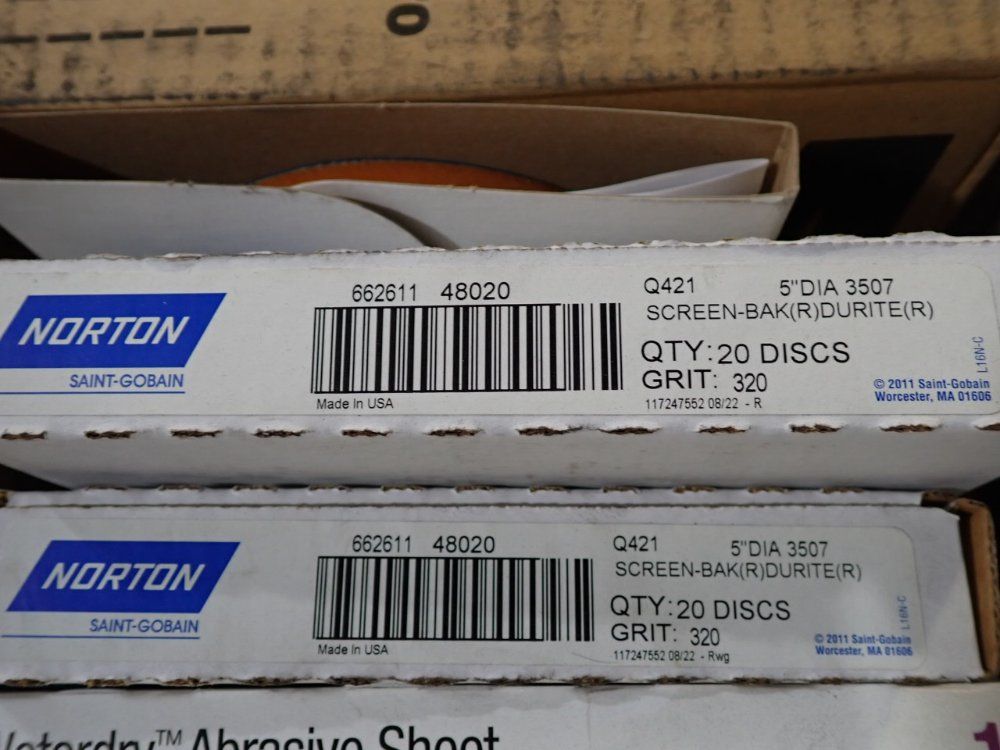 0
NORTON
SAINT-GOBAIN
662611 48020
Made In USA
Q421 5"DIA 3507
SCREEN-BAK(R)DURITE(R)
QTY: 20 DISCS
GRIT: 320
117247552 08/22 - R
L16N-C
© 2011 Saint-Gobain
Worcester, MA 01606
NORTON
SAINT-GOBAIN
662611 48020
Made In USA
Q421 5"DIA 3507
SCREEN-BAK(R)DURITE(R)
QTY: 20 DISCS
GRIT: 320
117247552 08/22 - Rwg
L16N-C
© 2011 Saint-Gobain
Worcester, MA 01606
Waterdry™ Abrasive Sheet